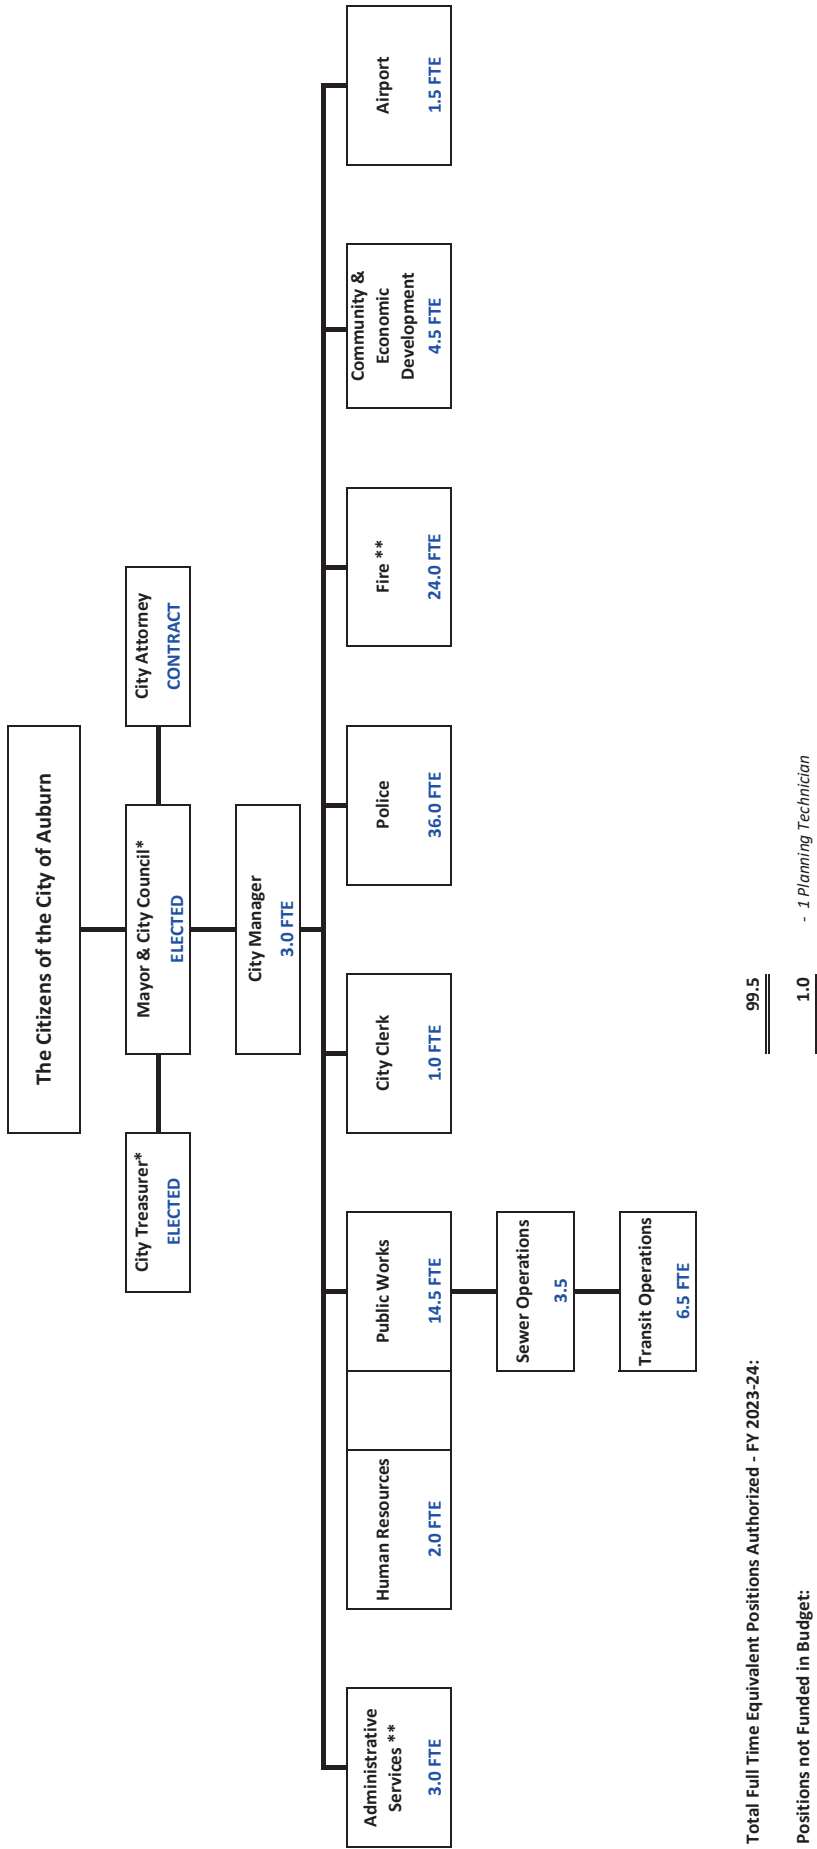 The Citizens of the City of Auburn
City Treasurer*
ELECTED
Mayor & City Council*
ELECTED
City Attorney
CONTRACT
City Manager
3.0 FTE
Administrative
Services **
3.0 FTE
Human Resources
2.0 FTE
Public Works
14.5 FTE
City Clerk
1.0 FTE
Police
36.0 FTE
Fire **
24.0 FTE
Community &
Economic
Development
4.5 FTE
Airport
1.5 FTE
Sewer Operations
3.5
Transit Operations
6.5 FTE
Total Full Time Equivalent Positions Authorized - FY 2023-24: 99.5
Positions not Funded in Budget: 1.0 - 1 Planning Technician